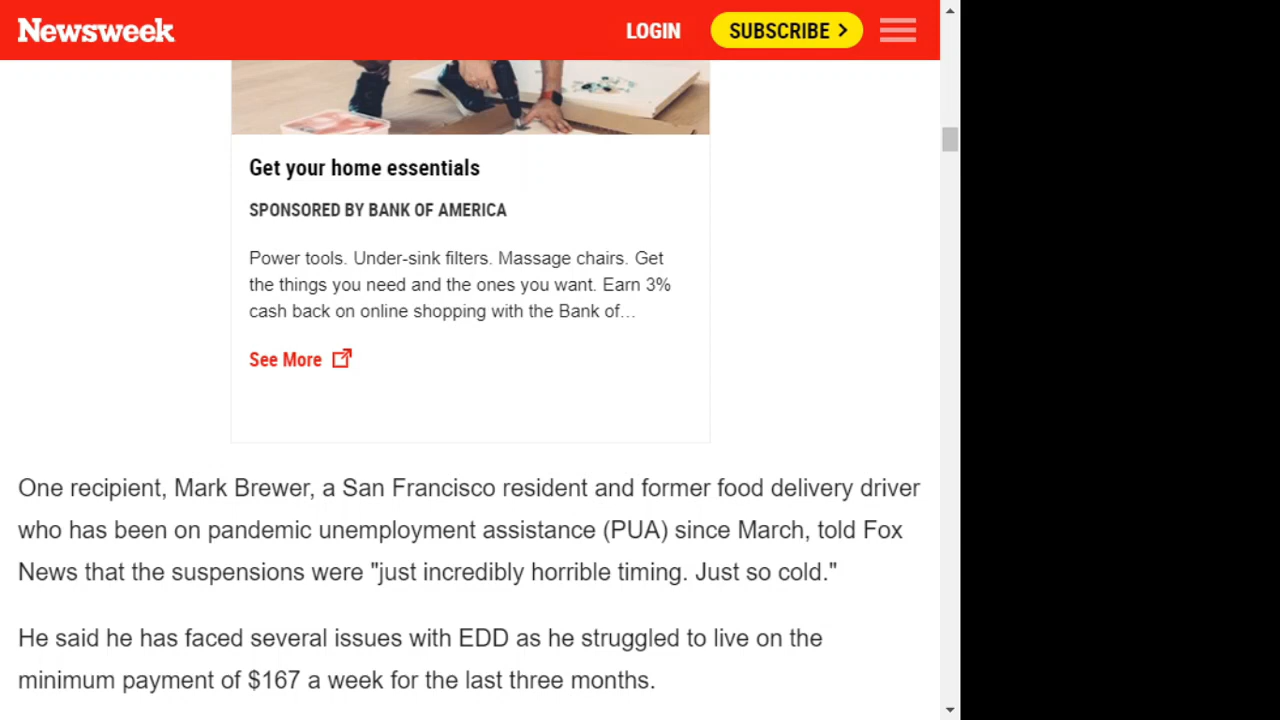 Newsweek
LOGIN
SUBSCRIBE >
Get your home essentials
SPONSORED BY BANK OF AMERICA
Power tools. Under-sink filters. Massage chairs. Get
the things you need and the ones you want. Earn 3%
cash back on online shopping with the Bank of...
See More
One recipient, Mark Brewer, a San Francisco resident and former food delivery driver
who has been on pandemic unemployment assistance (PUA) since March, told Fox
News that the suspensions were "just incredibly horrible timing. Just so cold."
He said he has faced several issues with EDD as he struggled to live on the
minimum payment of $167 a week for the last three months.